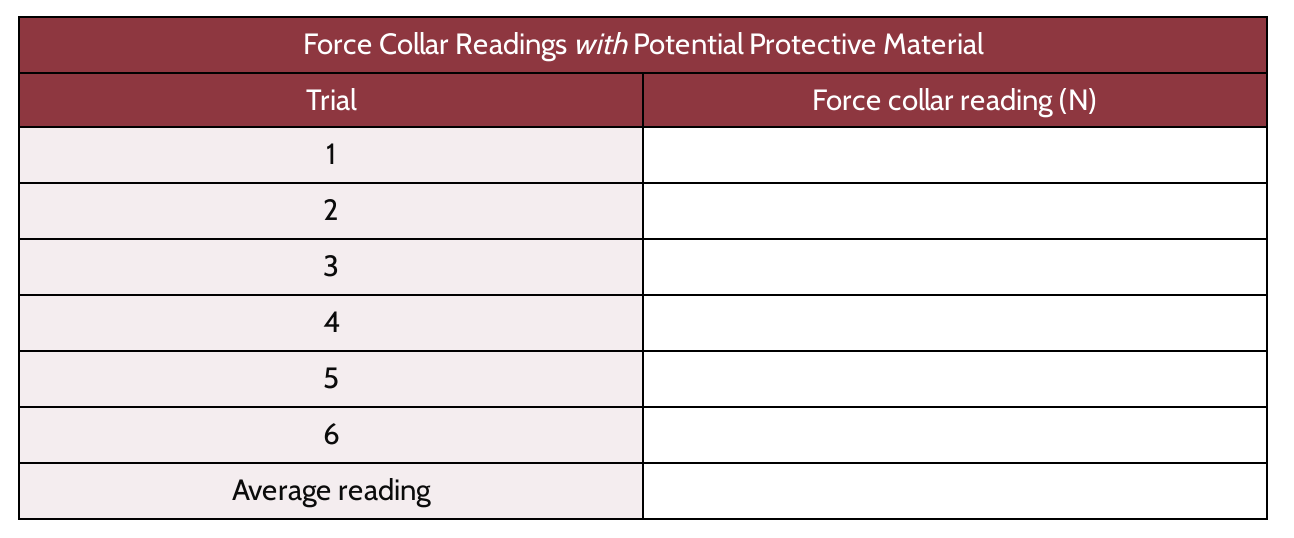 Force Collar Readings with Potential Protective Material
Trial
Force collar reading (N)
1
2
3
4
5
6
Average reading